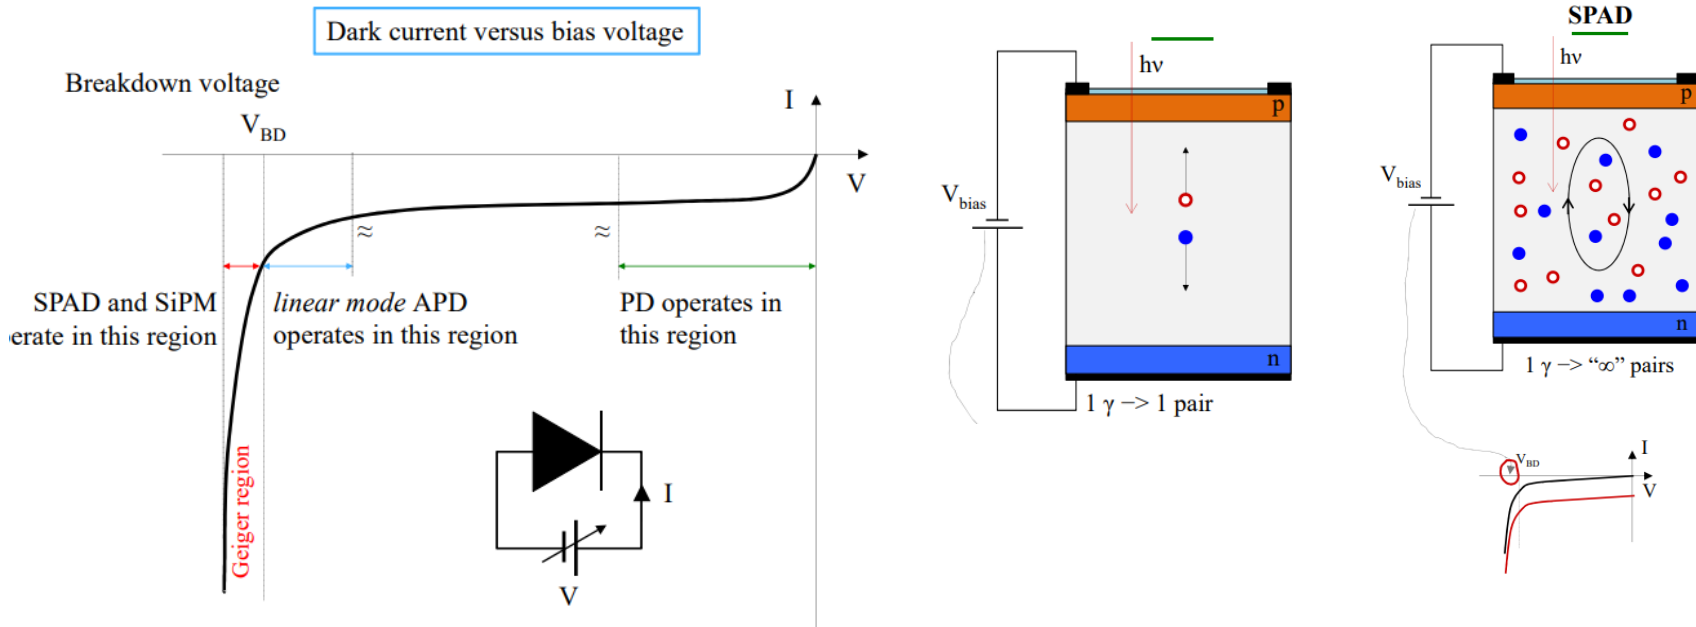 Dark current versus bias voltage
Breakdown voltage
V_BD
I
V
≈
≈
SPAD and SiPM
erate in this region
linear mode APD
operates in this region
PD operates in
this region
Geiger region
I
V
hν
p
V_bias
n
1 γ −> 1 pair
SPAD
hν
p
V_bias
n
1 γ −> “∞” pairs
V_BD
I
V